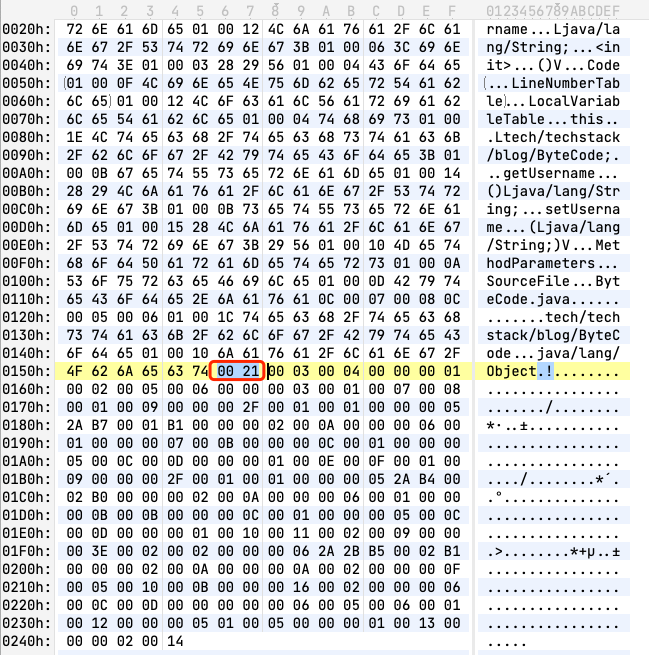 0 1 2 3 4 5 6 7 8 9 A B C D E F 0123456789ABCDEF
0020h: 72 6E 61 6D 65 01 00 12 4C 6A 61 76 61 2F 6C 61 rname...Ljava/la
0030h: 6E 67 2F 53 74 72 69 6E 67 3B 01 00 06 3C 69 6E ng/String;...<in
0040h: 69 74 3E 01 00 03 28 29 56 01 00 04 43 6F 64 65 it>...()V...Code
0050h: 01 00 0F 4C 69 6E 65 4E 75 6D 62 65 72 54 61 62 ...LineNumberTab
0060h: 6C 65 01 00 12 4C 6F 63 61 6C 56 61 72 69 61 62 le...LocalVariab
0070h: 6C 65 54 61 62 6C 65 01 00 04 74 68 69 73 01 00 leTable...this..
0080h: 1E 4C 74 65 63 68 2F 74 65 63 68 73 74 61 63 6B .Ltech/techstack
0090h: 2F 62 6C 6F 67 2F 42 79 74 65 43 6F 64 65 3B 01 /blog/ByteCode;.
00A0h: 00 0B 67 65 74 55 73 65 72 6E 61 6D 65 01 00 14 ..getUsername...
00B0h: 28 29 4C 6A 61 76 61 2F 6C 61 6E 67 2F 53 74 72 ()Ljava/lang/Str
00C0h: 69 6E 67 3B 01 00 0B 73 65 74 55 73 65 72 6E 61 ing;...setUserna
00D0h: 6D 65 01 00 15 28 4C 6A 61 76 61 2F 6C 61 6E 67 me...(Ljava/lang
00E0h: 2F 53 74 72 69 6E 67 3B 29 56 01 00 10 4D 65 74 /String;)V...Met
00F0h: 68 6F 64 50 61 72 61 6D 65 74 65 72 73 01 00 0A hodParameters...
0100h: 53 6F 75 72 63 65 46 69 6C 65 01 00 0D 42 79 74 SourceFile...Byt
0110h: 65 43 6F 64 65 2E 6A 61 76 61 0C 00 07 00 08 0C eCode.java......
0120h: 00 05 00 06 01 00 1C 74 65 63 68 2F 74 65 63 68 .......tech/tech
0130h: 73 74 61 63 6B 2F 62 6C 6F 67 2F 42 79 74 65 43 stack/blog/ByteC
0140h: 6F 64 65 01 00 10 6A 61 76 61 2F 6C 61 6E 67 2F ode...java/lang/
0150h: 4F 62 6A 65 63 74 00 21 00 03 00 04 00 00 00 01 Object.!........
0160h: 00 02 00 05 00 06 00 00 00 03 00 01 00 07 00 08 ................
0170h: 00 01 00 09 00 00 00 2F 00 01 00 01 00 00 00 05 ......./........
0180h: 2A B7 00 01 B1 00 00 00 02 00 0A 00 00 00 06 00 *·..±...........
0190h: 01 00 00 00 07 00 0B 00 00 00 0C 00 01 00 00 00 ................
01A0h: 05 00 0C 00 0D 00 00 00 01 00 0E 00 0F 00 01 00 ................
01B0h: 09 00 00 00 2F 00 01 00 01 00 00 00 05 2A B4 00 ..../........*´.
01C0h: 02 B0 00 00 00 02 00 0A 00 00 00 06 00 01 00 00 .°..............
01D0h: 00 0B 00 0B 00 00 00 0C 00 01 00 00 00 05 00 0C ................
01E0h: 00 0D 00 00 00 01 00 10 00 11 00 02 00 09 00 00 ................
01F0h: 00 3E 00 02 00 02 00 00 00 06 2A 2B B5 00 02 B1 .>........*+µ..±
0200h: 00 00 00 02 00 0A 00 00 00 0A 00 02 00 00 00 0F ................
0210h: 00 05 00 10 00 0B 00 00 00 16 00 02 00 00 00 06 ................
0220h: 00 0C 00 0D 00 00 00 00 00 06 00 05 00 06 00 01 ................
0230h: 00 12 00 00 00 05 01 00 05 00 00 00 01 00 13 00 ................
0240h: 00 00 02 00 14 .....